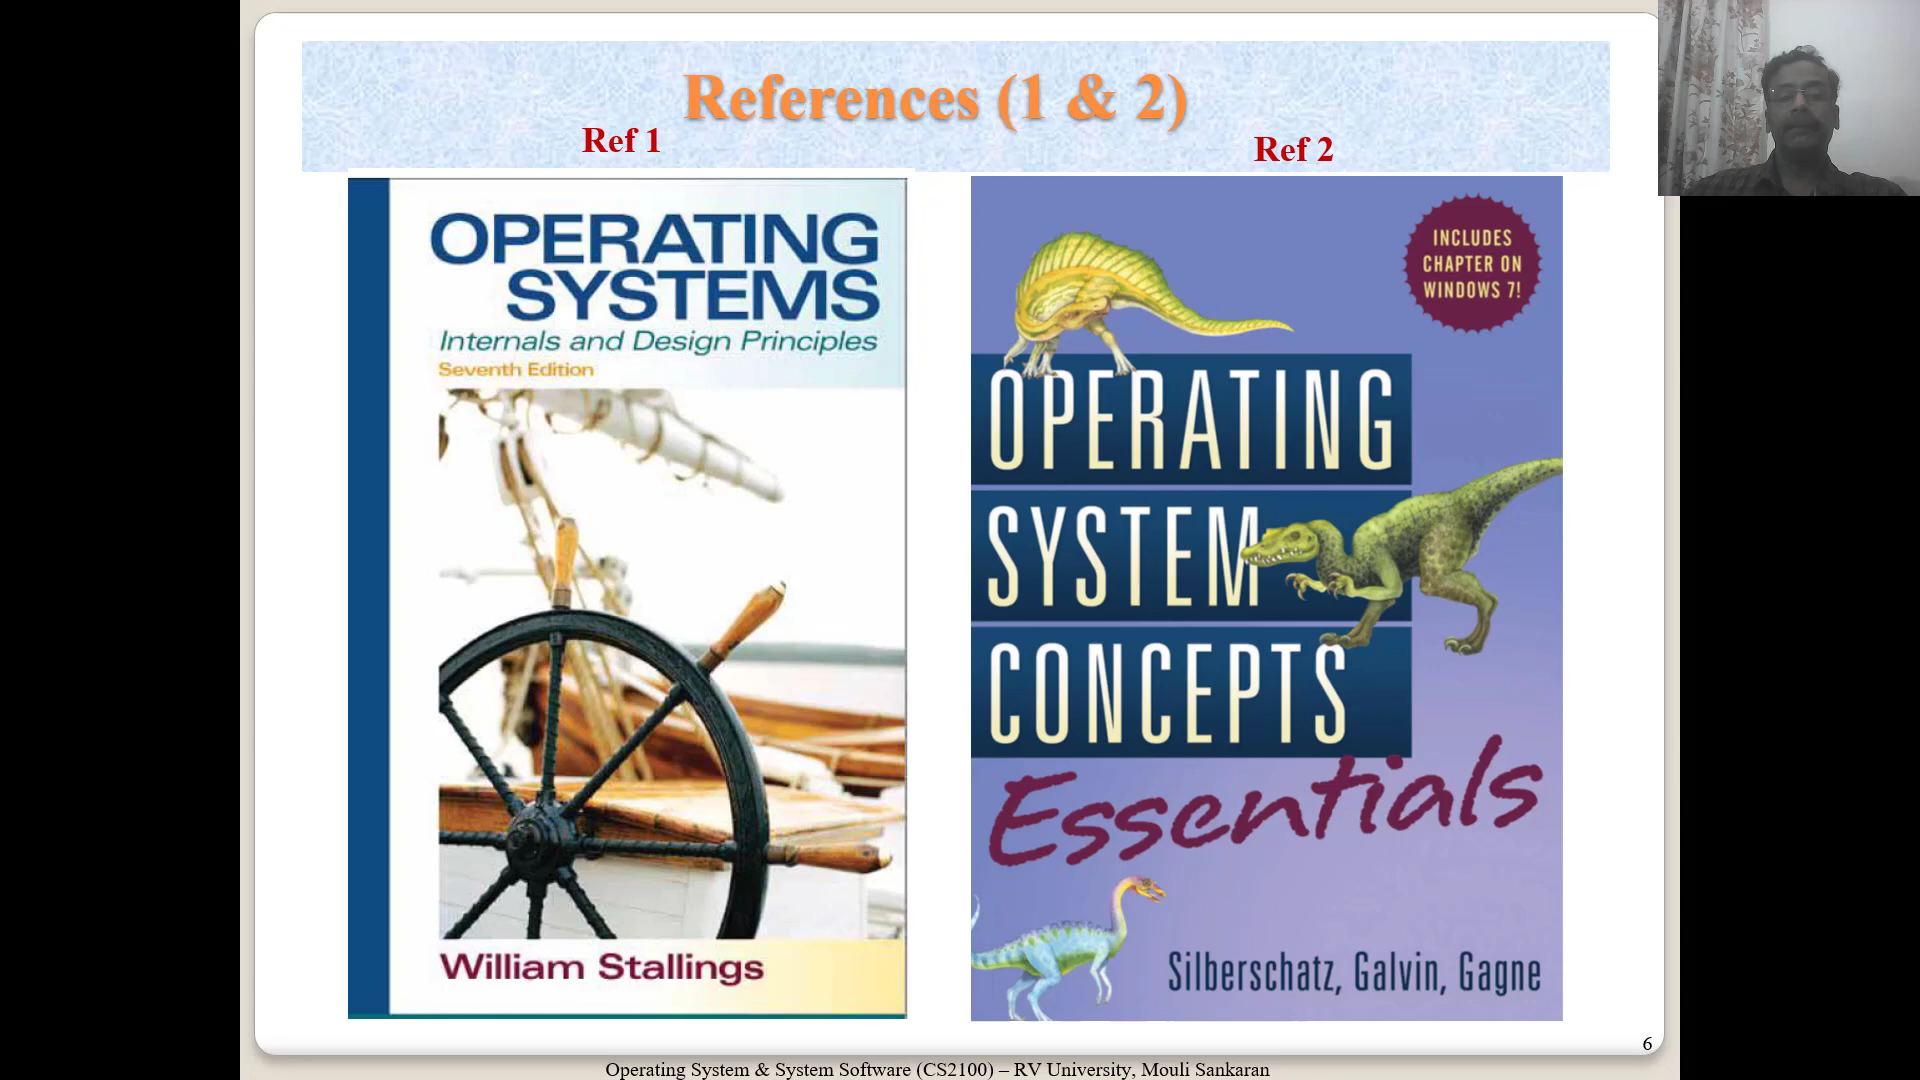 References (1 & 2)
Ref 1
Ref 2
OPERATING
SYSTEMS
Internals and Design Principles
Seventh Edition
William Stallings
INCLUDES
CHAPTER ON
WINDOWS 7!
OPERATING
SYSTEM
CONCEPTS
Essentials
Silberschatz, Galvin, Gagne
6
Operating System & System Software (CS2100) – RV University, Mouli Sankaran